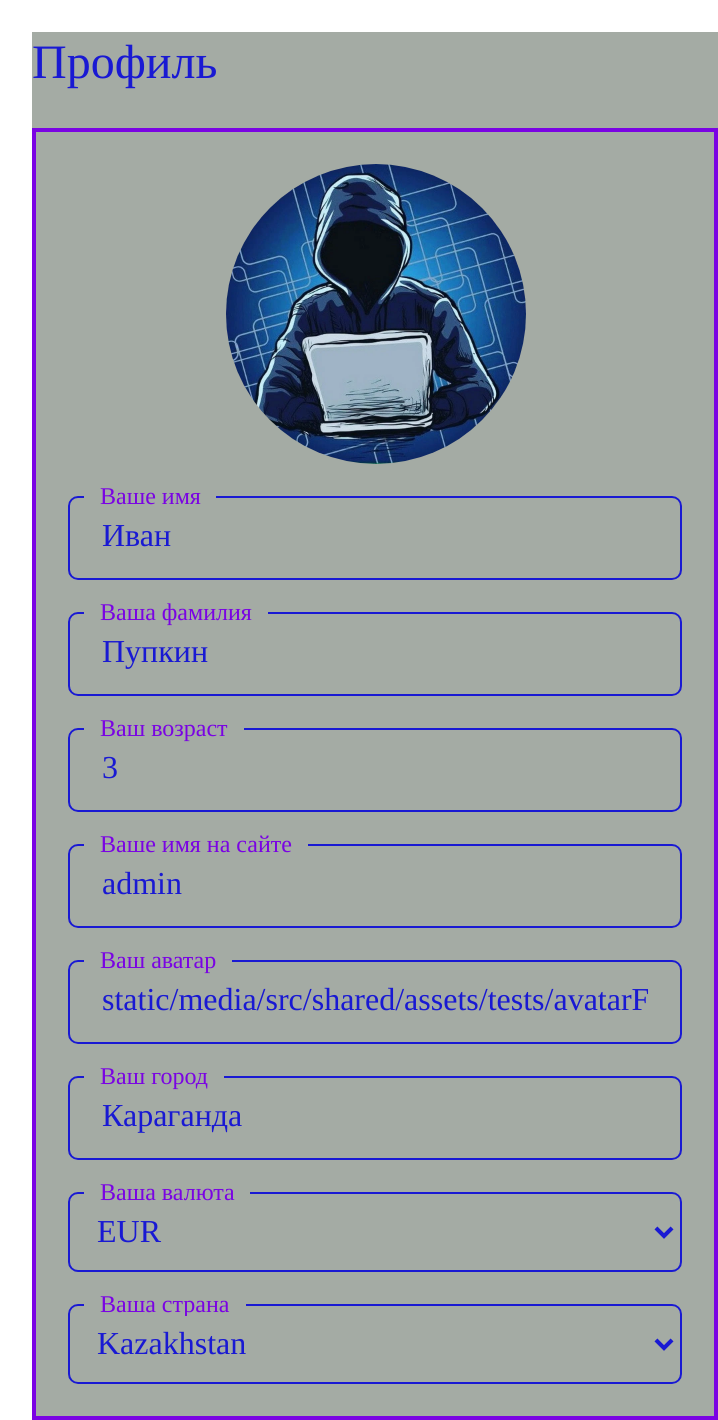 Профиль
Ваше имя
Иван
Ваша фамилия
Пупкин
Ваш возраст
3
Ваше имя на сайте
admin
Ваш аватар
static/media/src/shared/assets/tests/avatarF
Ваш город
Караганда
Ваша валюта
EUR
Ваша страна
Kazakhstan